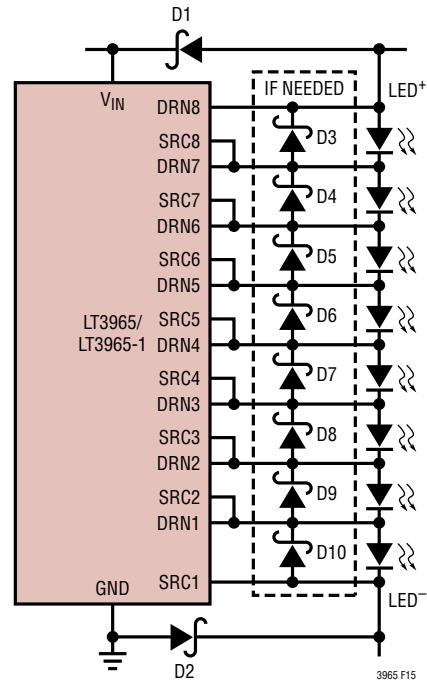 D1
IF NEEDED
LED+
VIN
DRN8
D3
SRC8
DRN7
D4
SRC7
DRN6
D5
SRC6
DRN5
D6
LT3965/
LT3965-1
SRC5
DRN4
D7
SRC4
DRN3
D8
SRC3
DRN2
D9
SRC2
DRN1
D10
GND
SRC1
LED–
D2
3965 F15